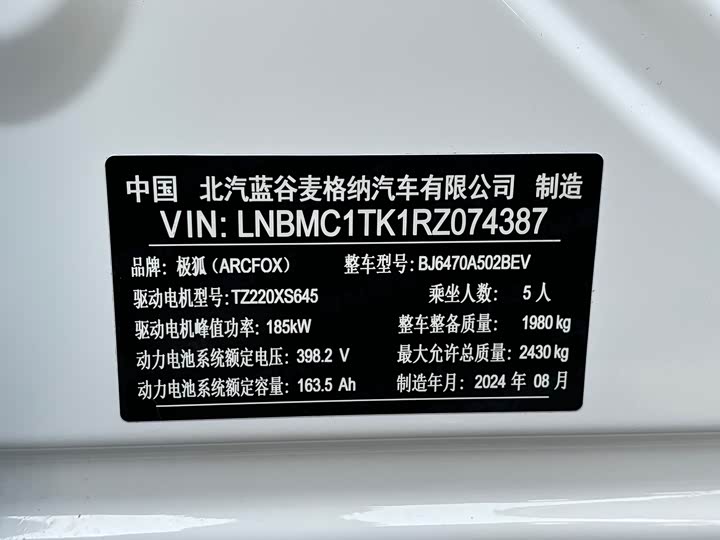 中国 北汽蓝谷麦格纳汽车有限公司 制造
VIN: LNBMC1TK1RZ074387
品牌: 极狐 (ARCFOX) 整车型号: BJ6470A502BEV
驱动电机型号: TZ220XS645 乘坐人数: 5 人
驱动电机峰值功率: 185kW 整车整备质量: 1980 kg
动力电池系统额定电压: 398.2 V 最大允许总质量: 2430 kg
动力电池系统额定容量: 163.5 Ah 制造年月: 2024 年 08 月